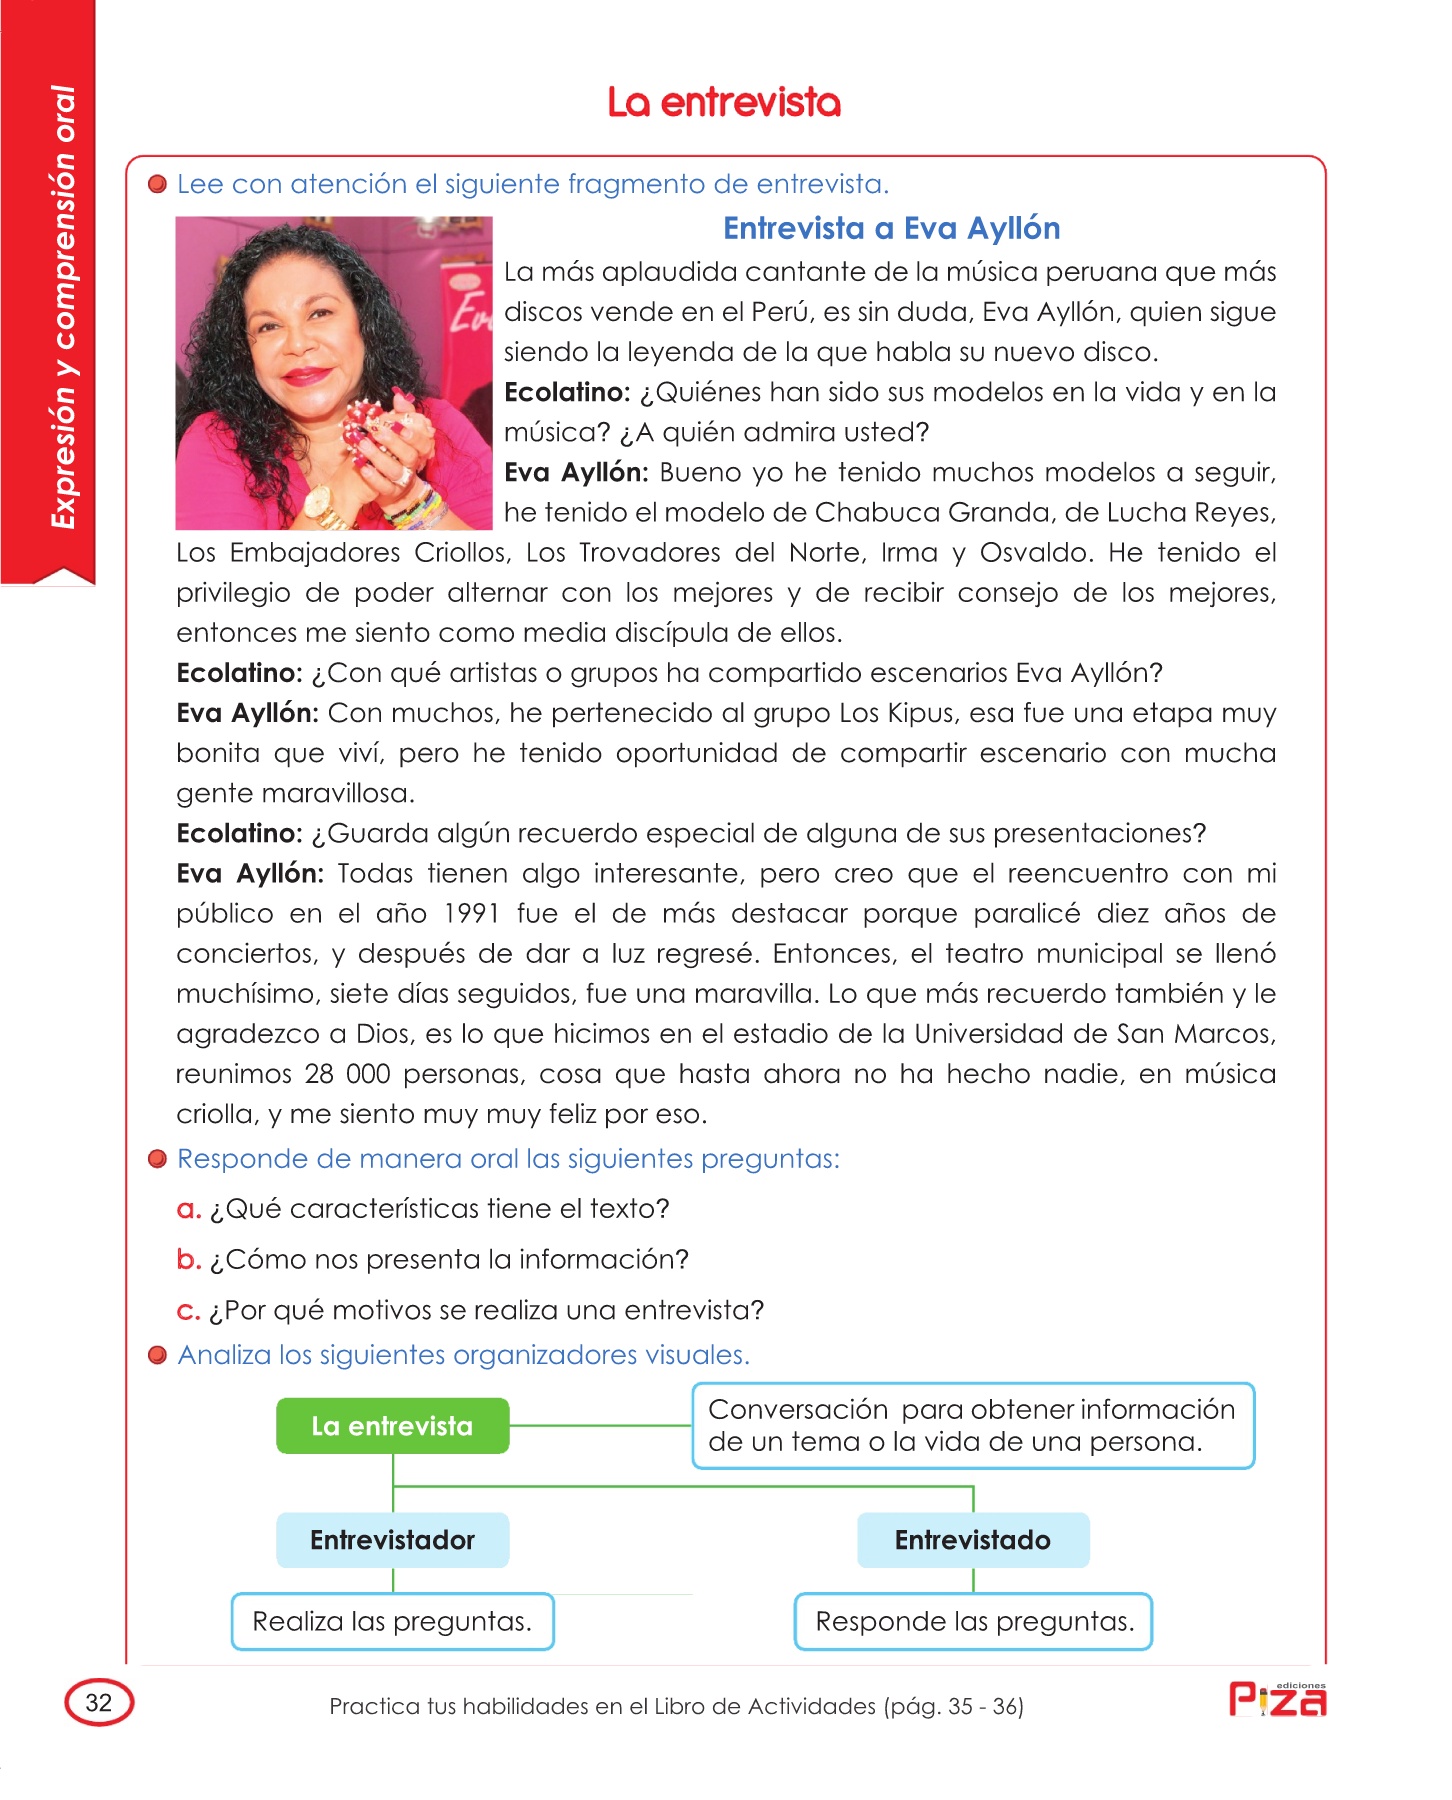 Expresión y comprensión oral
La entrevista
Lee con atención el siguiente fragmento de entrevista.
Entrevista a Eva Ayllón
La más aplaudida cantante de la música peruana que más
discos vende en el Perú, es sin duda, Eva Ayllón, quien sigue
siendo la leyenda de la que habla su nuevo disco.
Ecolatino: ¿Quiénes han sido sus modelos en la vida y en la
música? ¿A quién admira usted?
Eva Ayllón: Bueno yo he tenido muchos modelos a seguir,
he tenido el modelo de Chabuca Granda, de Lucha Reyes,
Los Embajadores Criollos, Los Trovadores del Norte, Irma y Osvaldo. He tenido el
privilegio de poder alternar con los mejores y de recibir consejo de los mejores,
entonces me siento como media discípula de ellos.
Ecolatino: ¿Con qué artistas o grupos ha compartido escenarios Eva Ayllón?
Eva Ayllón: Con muchos, he pertenecido al grupo Los Kipus, esa fue una etapa muy
bonita que viví, pero he tenido oportunidad de compartir escenario con mucha
gente maravillosa.
Ecolatino: ¿Guarda algún recuerdo especial de alguna de sus presentaciones?
Eva Ayllón: Todas tienen algo interesante, pero creo que el reencuentro con mi
público en el año 1991 fue el de más destacar porque paralicé diez años de
conciertos, y después de dar a luz regresé. Entonces, el teatro municipal se llenó
muchísimo, siete días seguidos, fue una maravilla. Lo que más recuerdo también y le
agradezco a Dios, es lo que hicimos en el estadio de la Universidad de San Marcos,
reunimos 28 000 personas, cosa que hasta ahora no ha hecho nadie, en música
criolla, y me siento muy muy feliz por eso.
Responde de manera oral las siguientes preguntas:
a. ¿Qué características tiene el texto?
b. ¿Cómo nos presenta la información?
c. ¿Por qué motivos se realiza una entrevista?
Analiza los siguientes organizadores visuales.
La entrevista
Conversación para obtener información
de un tema o la vida de una persona.
Entrevistador
Entrevistado
Realiza las preguntas.
Responde las preguntas.
32
Practica tus habilidades en el Libro de Actividades (pág. 35 - 36)
ediciones
Piza